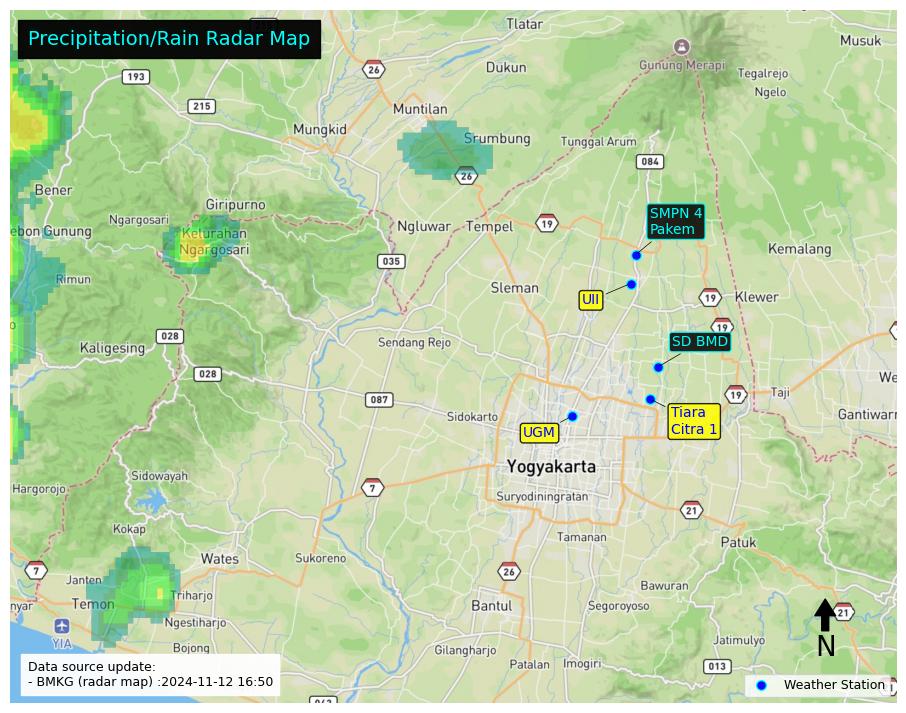 Precipitation/Rain Radar Map
Tlatar
Musuk
26
Gunung Merapi
193
Dukun
Tegalrejo
Ngelo
215
Muntilan
Mungkid
Srumbung
Tunggal Arum
084
26
Bener
Giripurno
SMPN 4
Pakem
Ngargosari
Ngluwar
Tempel
19
ebon Gunung
Kelurahan
Ngargosari
Kemalang
035
Rimun
Sleman
UII
19
Klewer
19
028
Kaligesing
Sendang Rejo
SD BMD
028
We
087
19
Taji
Sidokarto
Tiara
Citra 1
Gantiwarn
UGM
Yogyakarta
Sidowayah
Hargorojo
7
Suryodiningratan
21
Kokap
Tamanan
Patuk
Wates
Sukoreno
7
Janten
26
Bawuran
nyar
Temon
Triharjo
Bantul
Segoroyoso
21
Ngestiharjo
YIA
Bojong
Gilangharjo
Jatimulyo
N
Patalan
Imogiri
013
Data source update:
- BMKG (radar map) :2024-11-12 16:50
Weather Station